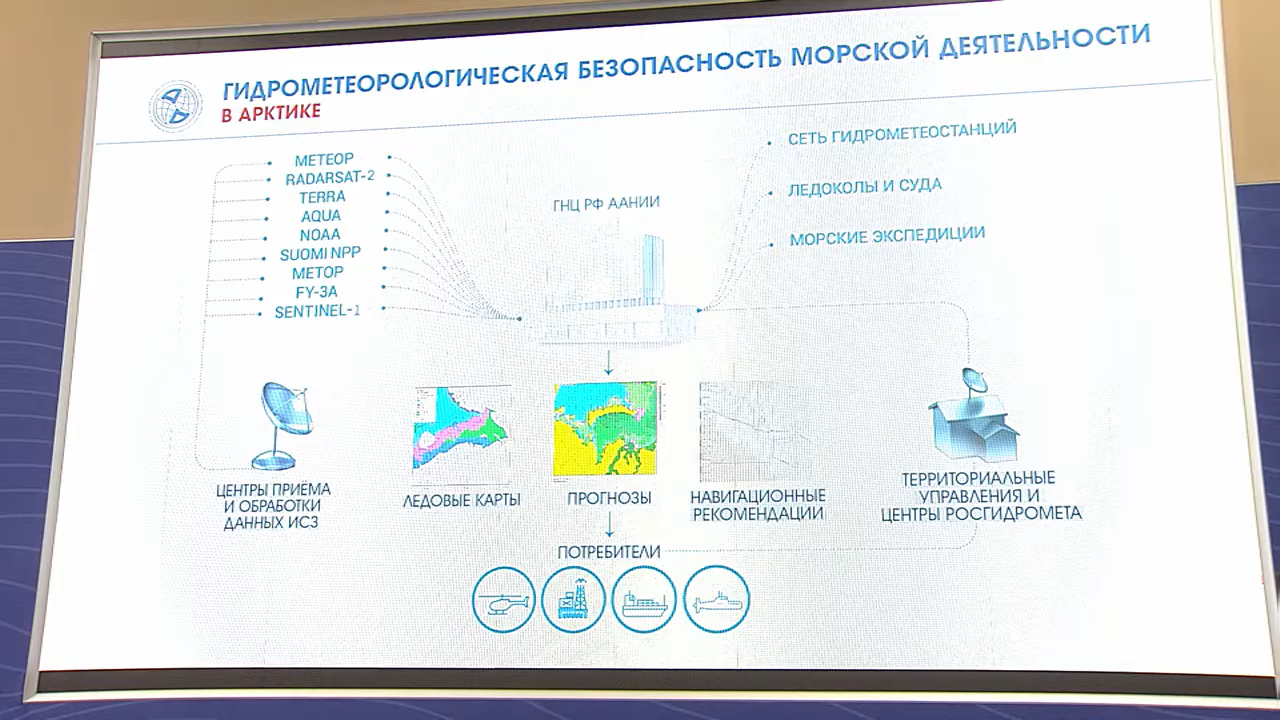 ГИДРОМЕТЕОРОЛОГИЧЕСКАЯ БЕЗОПАСНОСТЬ МОРСКОЙ ДЕЯТЕЛЬНОСТИ
В АРКТИКЕ
МЕТЕОР
RADARSAT-2
TERRA
AQUA
NOAA
SUOMI NPP
МЕТОР
FY-3A
SENTINEL-1
ГНЦ РФ ААНИИ
СЕТЬ ГИДРОМЕТЕОСТАНЦИЙ
ЛЕДОКОЛЫ И СУДА
МОРСКИЕ ЭКСПЕДИЦИИ
ЦЕНТРЫ ПРИЁМА
И ОБРАБОТКИ
ДАННЫХ ИСЗ
ЛЕДОВЫЕ КАРТЫ
ПРОГНОЗЫ
НАВИГАЦИОННЫЕ
РЕКОМЕНДАЦИИ
ТЕРРИТОРИАЛЬНЫЕ
УПРАВЛЕНИЯ И
ЦЕНТРЫ РОСГИДРОМЕТА
ПОТРЕБИТЕЛИ